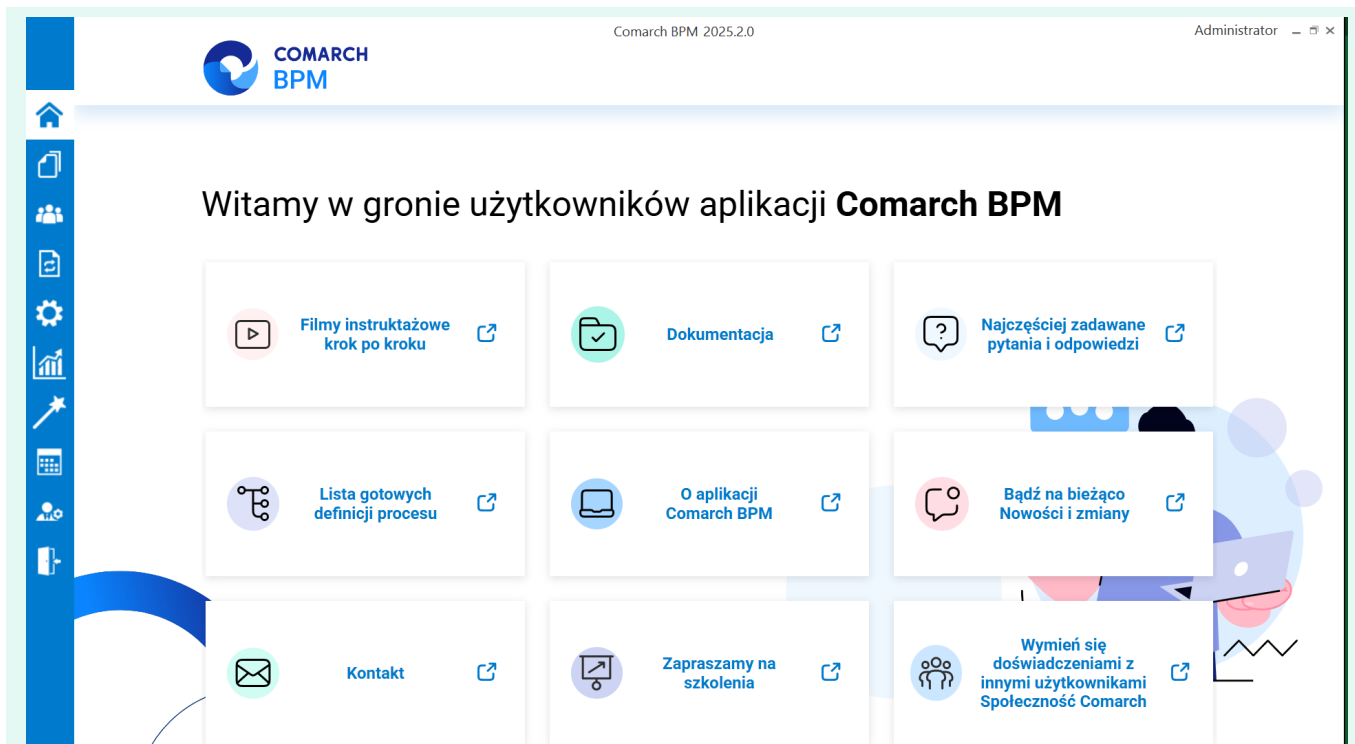 Comarch BPM 2025.2.0
Administrator
COMARCH
BPM
Witamy w gronie użytkowników aplikacji Comarch BPM
Filmy instruktażowe
krok po kroku
Dokumentacja
Najczęściej zadawane
pytania i odpowiedzi
Lista gotowych
definicji procesu
O aplikacji
Comarch BPM
Bądź na bieżąco
Nowości i zmiany
Kontakt
Zapraszamy na
szkolenia
Wymień się
doświadczeniami z
innymi użytkownikami
Społeczność Comarch